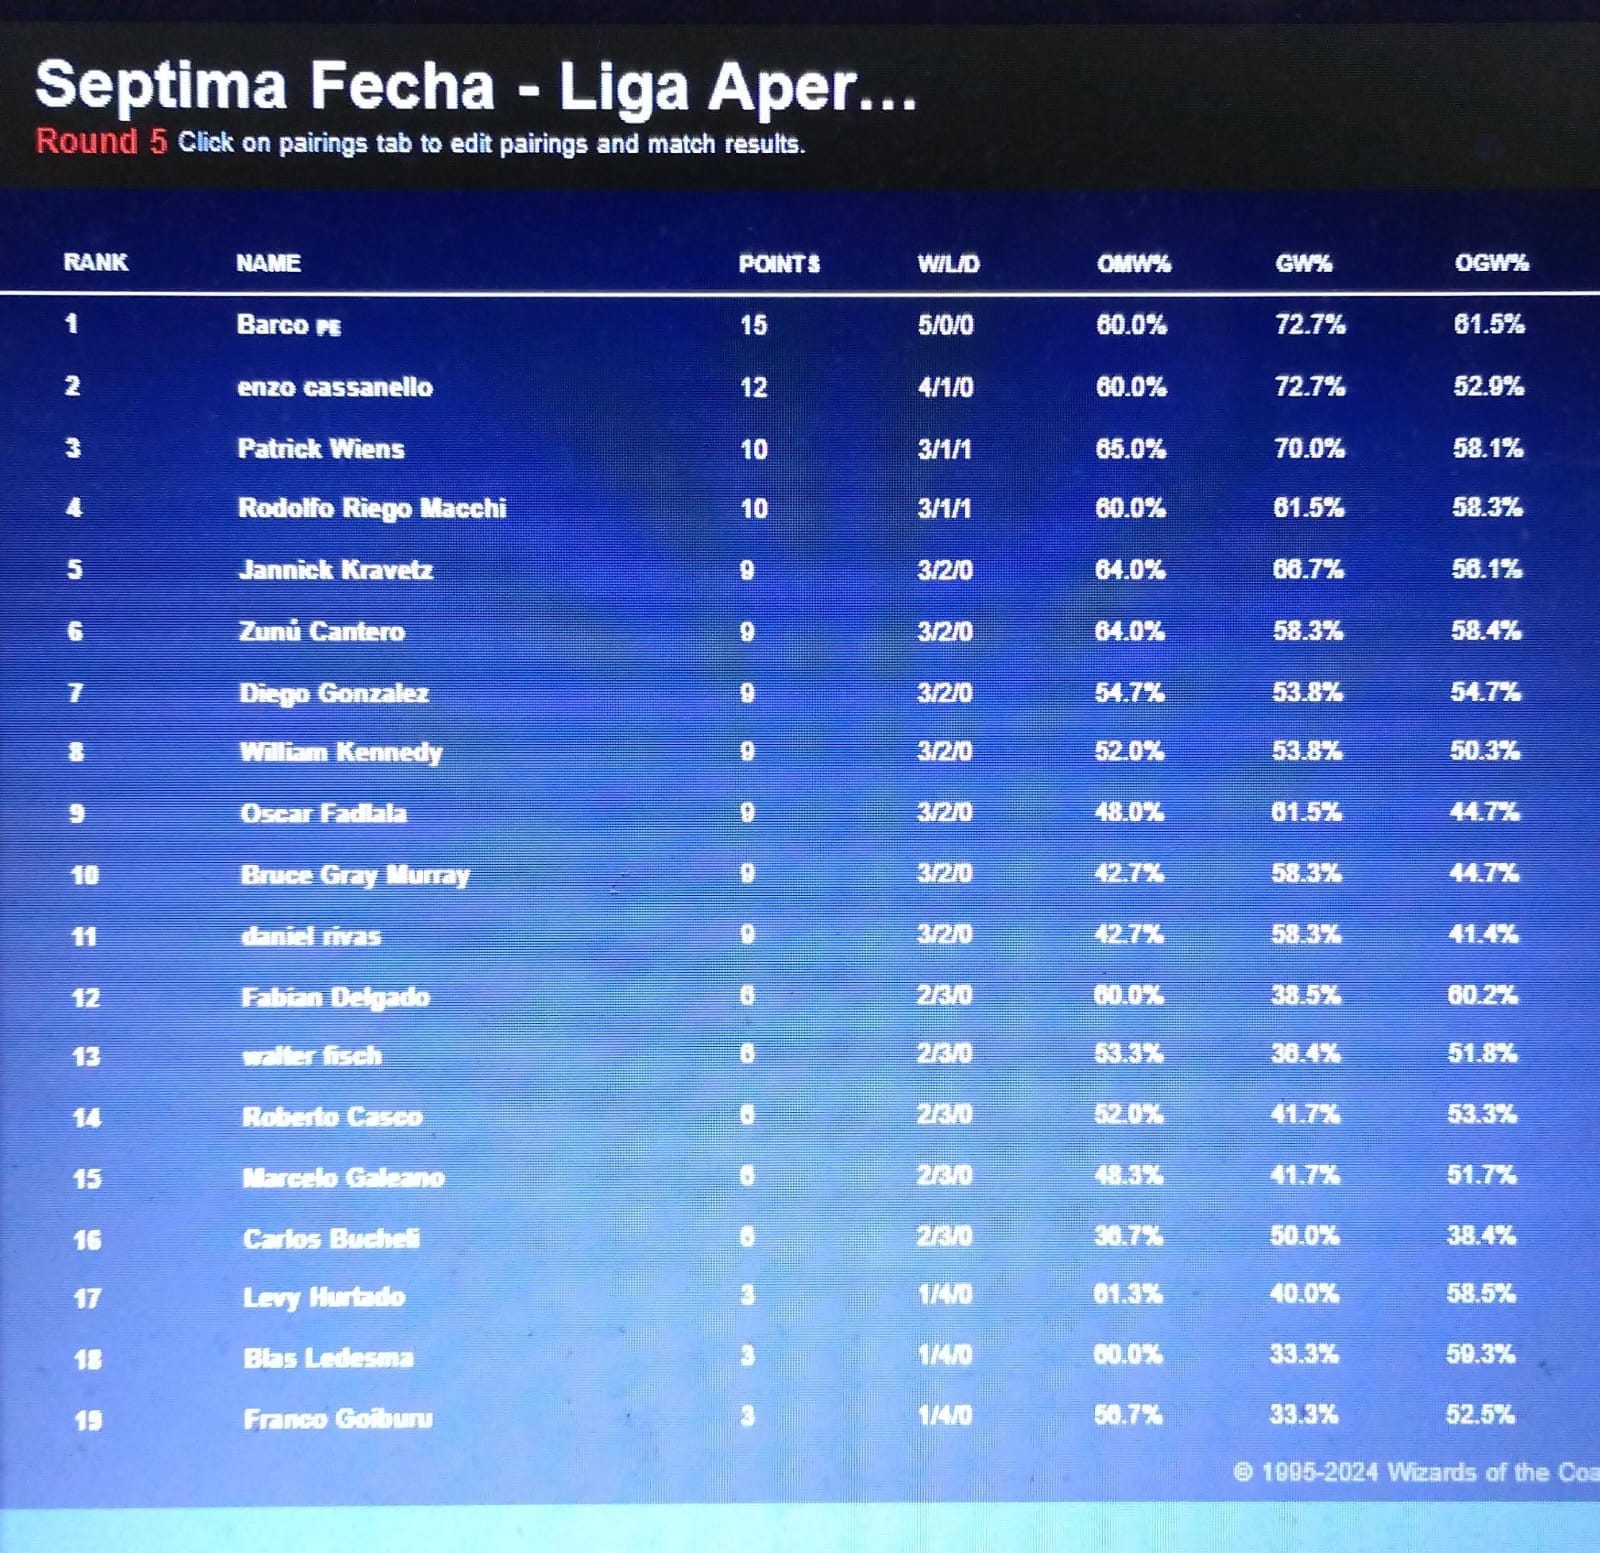 Septima Fecha - Liga Aper...
Round 5 Click on pairings tab to edit pairings and match results.
RANK NAME POINTS W/L/D OMW% GW% OGW%
1 Barco PE 15 5/0/0 60.0% 72.7% 61.5%
2 enzo cassanello 12 4/1/0 60.0% 72.7% 52.9%
3 Patrick Wiens 10 3/1/1 65.0% 70.0% 58.1%
4 Rodolfo Riego Macchi 10 3/1/1 60.0% 61.5% 58.3%
5 Jannick Kravetz 9 3/2/0 64.0% 66.7% 56.1%
6 Zunú Cantero 9 3/2/0 64.0% 58.3% 58.4%
7 Diego Gonzalez 9 3/2/0 54.7% 53.8% 54.7%
8 William Kennedy 9 3/2/0 52.0% 53.8% 50.3%
9 Oscar Fadlala 9 3/2/0 48.0% 61.5% 44.7%
10 Bruce Gray Murray 9 3/2/0 42.7% 58.3% 44.7%
11 daniel rivas 9 3/2/0 42.7% 58.3% 41.4%
12 Fabian Delgado 6 2/3/0 60.0% 38.5% 60.2%
13 walter fisch 6 2/3/0 53.3% 36.4% 51.8%
14 Roberto Casco 6 2/3/0 52.0% 41.7% 53.3%
15 Marcelo Galeano 6 2/3/0 48.3% 41.7% 51.7%
16 Carlos Bucheli 6 2/3/0 36.7% 50.0% 38.4%
17 Levy Hurtado 3 1/4/0 61.3% 40.0% 58.5%
18 Blas Ledesma 3 1/4/0 60.0% 33.3% 59.3%
19 Franco Goiburu 3 1/4/0 56.7% 33.3% 52.5%
© 1995-2024 Wizards of the Coa